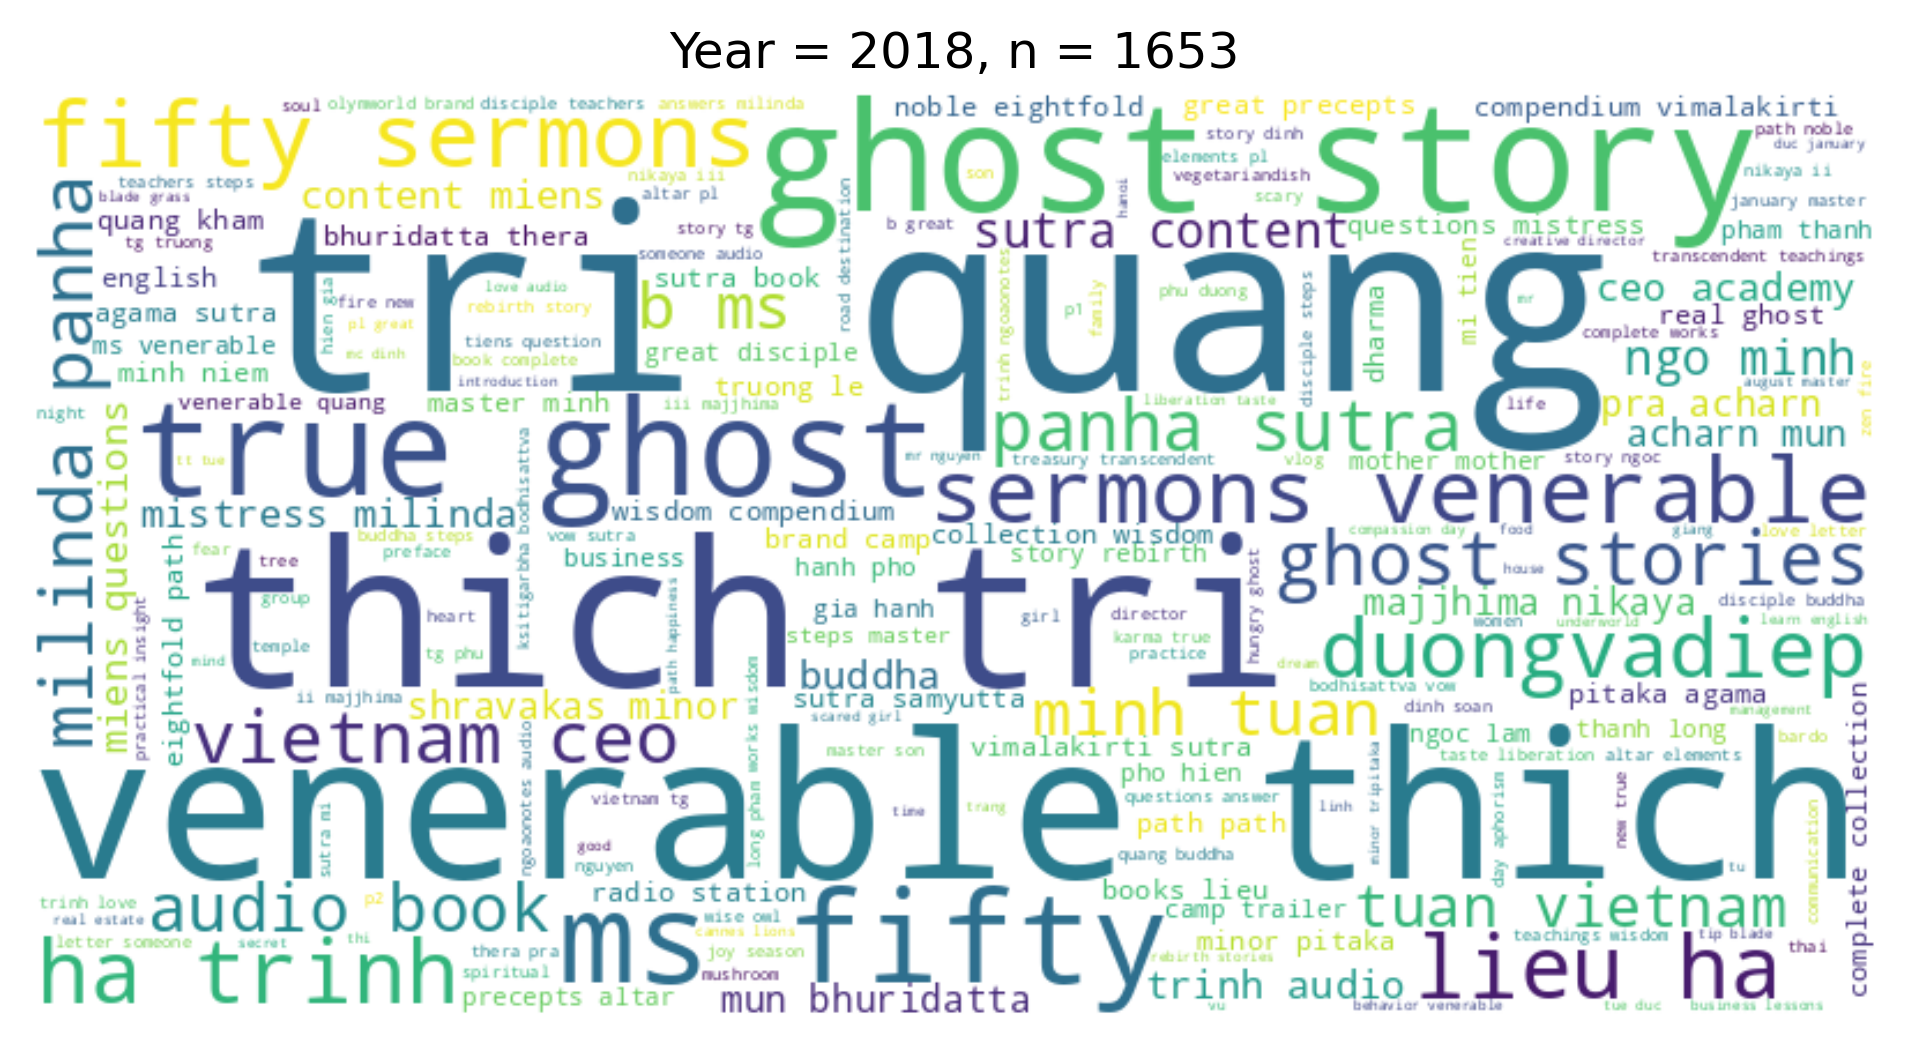 Year = 2018, n = 1653
fifty sermons
soul
olymworld brand
disciple teachers
answers milinda
ghost story
noble eightfold
great precepts
compendium vimalakirti
story dinh
path noble
duc january
elements pl
vegetariandish
nikaya ii
teachers steps
blade grass
content miens
nikaya iii
altar pl
son
scary
january master
quang kham
tg truong
bhuridatta thera
story tg
road destination
b great
sutra content
hanoi
questions mistress
creative director
pham thanh
transcendent teachings
milinda panha
english
tri quang
someone audio
sutra book
b ms
love audio
rebirth story
fire new
hien gia
pl great
mc dinh
tiens question
book complete
introduction
trinh ngoaonotes
phu duong
p1
family
disciple steps
dharma
mi tien
mr
ceo academy
real ghost
complete works
agama sutra
ms venerable
minh niem
great disciple
truong le
ngo minh
august master
zen fire
night
venerable quang
master minh
iii majjhima
liberation taste
life
pra acharn
acharn mun
miens questions
true ghost
tt tue
panha sutra
mr nguyen
treasury transcendent
vlog
mother mother
story ngoc
sermons venerable
mistress milinda
ksitigarbha bodhisattva
wisdom compendium
buddha steps
preface
vow sutra
business
brand camp
collection wisdom
compassion day
food
giang
love letter
fear
tree
eightfold path
hanh pho
story rebirth
hungry ghost
ghost stories
house
thich tri
group
heart
path happiness
gia hanh
girl
director
majjhima nikaya
disciple buddha
women
underworld
learn english
practical insight
temple
mind
tg phu
steps master
karma true
practice
dream
duongvadiep
buddha
bodhisattva vow
ii majjhima
shravakas minor
long pham works wisdom
sutra samyutta
scared girl
minh tuan
dinh soan
pitaka agama
management
vietnam ceo
ngoaonotes audio
master son
vimalakirti sutra
ngoc lam
thanh long
bardo
complete collection
taste liberation
altar elements
venerable thich
pho hien
questions answer
path path
minor tripitaka
sutra mi
vietnam tg
time
trang
linh
day aphorism
new true
communication
good
nguyen
quang buddha
tu
trinh love
real estate
audio book
p2
radio station
wise owl
cannes lions
books lieu
camp trailer
tuan vietnam
ms fifty
letter someone
secret
thi
thera pra
joy season
minor pitaka
teachings wisdom
tip blade
thai
ha trinh
spiritual
mushroom
rebirth stories
lieu ha
precepts altar
mun bhuridatta
trinh audio
vu
behavior venerable
tue duc
business lessons